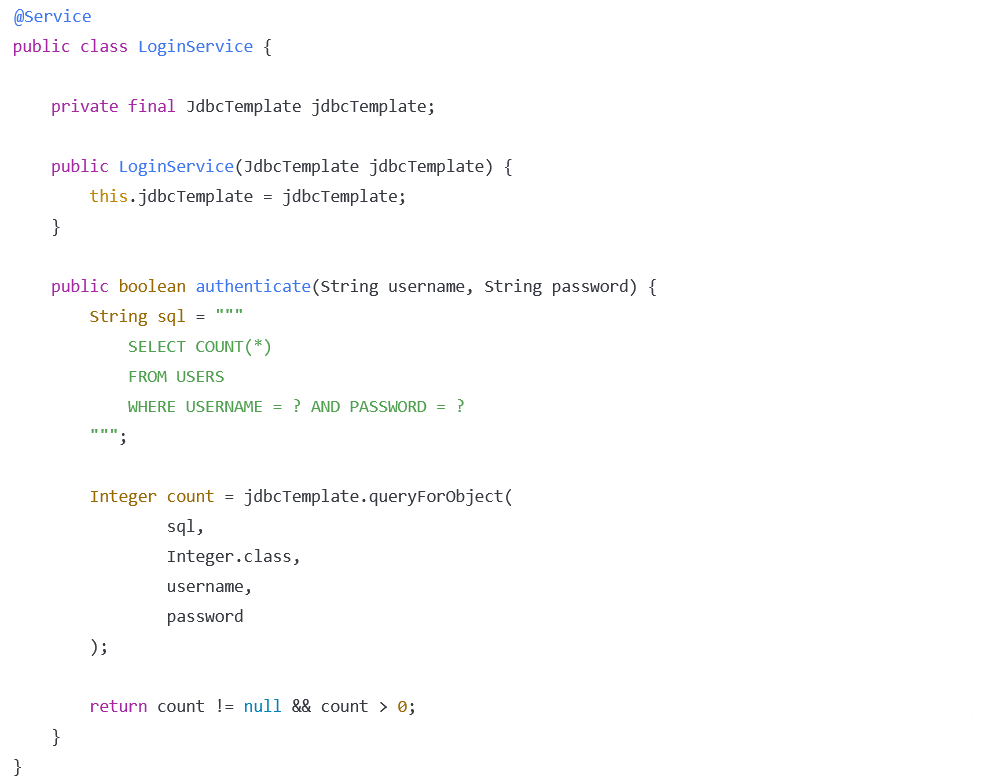 @Service
public class LoginService {

    private final JdbcTemplate jdbcTemplate;

    public LoginService(JdbcTemplate jdbcTemplate) {
        this.jdbcTemplate = jdbcTemplate;
    }

    public boolean authenticate(String username, String password) {
        String sql = """
            SELECT COUNT(*)
            FROM USERS
            WHERE USERNAME = ? AND PASSWORD = ?
        """;

        Integer count = jdbcTemplate.queryForObject(
                sql,
                Integer.class,
                username,
                password
        );

        return count != null && count > 0;
    }
}